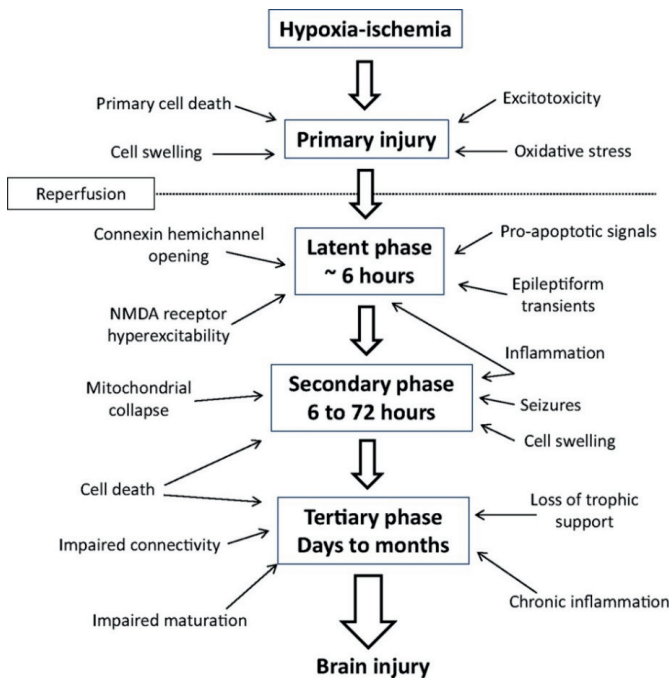 Hypoxia-ischemia
Primary cell death
Excitotoxicity
Primary injury
Cell swelling
Oxidative stress
Reperfusion
Connexin hemichannel
opening
Latent phase
~ 6 hours
Pro-apoptotic signals
Epileptiform
transients
NMDA receptor
hyperexcitability
Inflammation
Mitochondrial
collapse
Secondary phase
6 to 72 hours
Seizures
Cell swelling
Cell death
Tertiary phase
Days to months
Loss of trophic
support
Impaired connectivity
Impaired maturation
Chronic inflammation
Brain injury